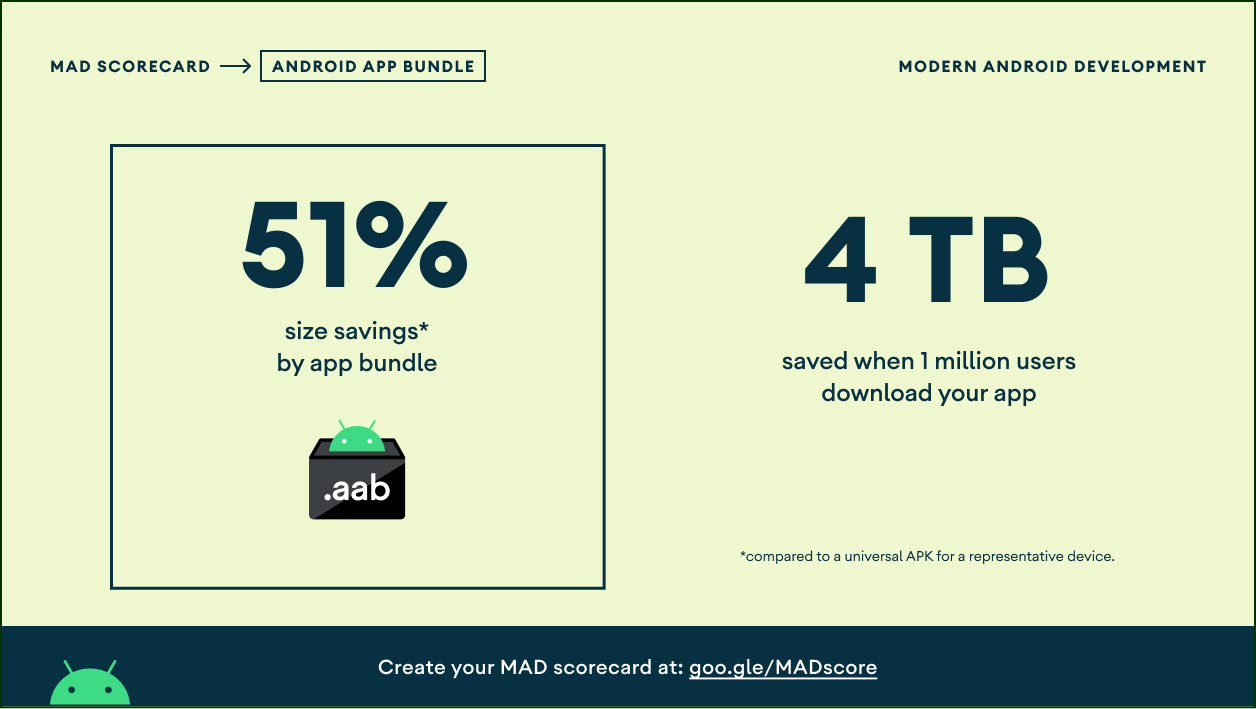 MAD SCORECARD → ANDROID APP BUNDLE
MODERN ANDROID DEVELOPMENT
51%
size savings*
by app bundle
.aab
4 TB
saved when 1 million users
download your app
*compared to a universal APK for a representative device.
Create your MAD scorecard at: goo.gle/MADscore